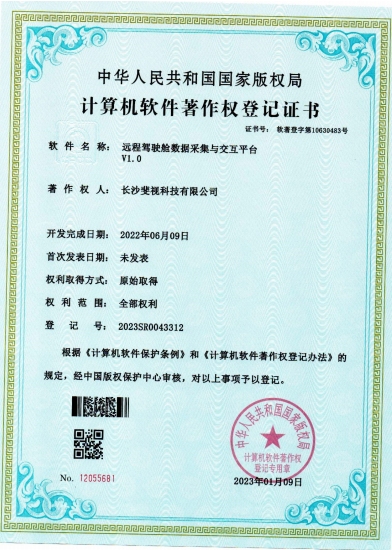 中华人民共和国国家版权局
计算机软件著作权登记证书
证书号: 软著登字第10630483号
软件名称: 远程驾驶舱数据采集与交互平台
V1.0
著作权人: 长沙斐视科技有限公司
开发完成日期: 2022年06月09日
首次发表日期: 未发表
权利取得方式: 原始取得
权利范围: 全部权利
登记号: 2023SR0043312
根据《计算机软件保护条例》和《计算机软件著作权登记办法》的
规定,经中国版权保护中心审核,对以上事项予以登记。
中华人民共和国国家版权局
计算机软件著作权
登记专用章
No. 12055681
2023年01月09日